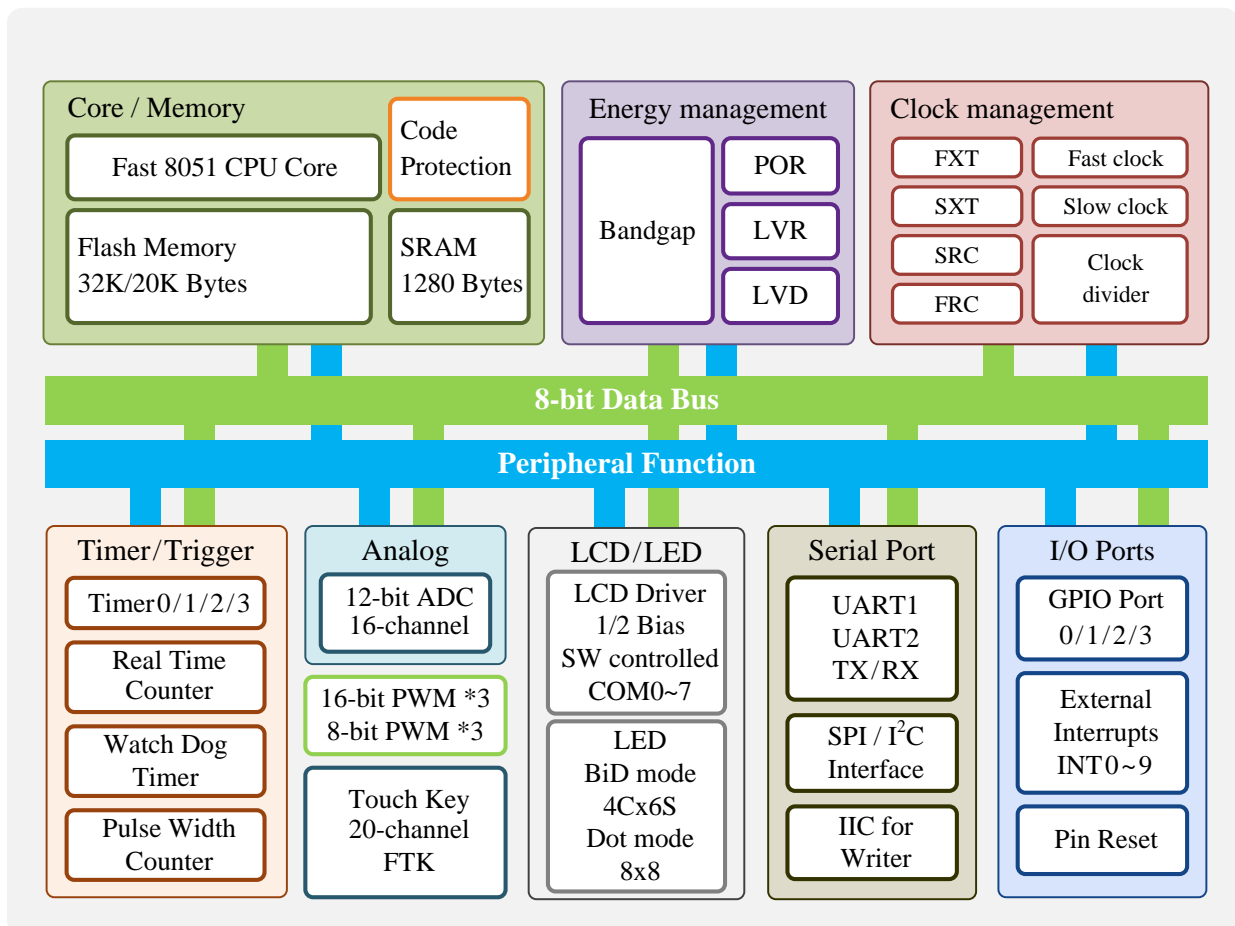 Core / Memory
Fast 8051 CPU Core
Code
Protection
Flash Memory
32K/20K Bytes
SRAM
1280 Bytes
Energy management
Bandgap
POR
LVR
LVD
Clock management
FXT
SXT
SRC
FRC
Fast clock
Slow clock
Clock
divider
8-bit Data Bus
Peripheral Function
Timer/Trigger
Timer0/1/2/3
Real Time
Counter
Watch Dog
Timer
Pulse Width
Counter
Analog
12-bit ADC
16-channel
16-bit PWM *3
8-bit PWM *3
Touch Key
20-channel
FTK
LCD/LED
LCD Driver
1/2 Bias
SW controlled
COM0~7
LED
BiD mode
4Cx6S
Dot mode
8x8
Serial Port
UART1
UART2
TX/RX
SPI / I²C
Interface
IIC for
Writer
I/O Ports
GPIO Port
0/1/2/3
External
Interrupts
INT0~9
Pin Reset